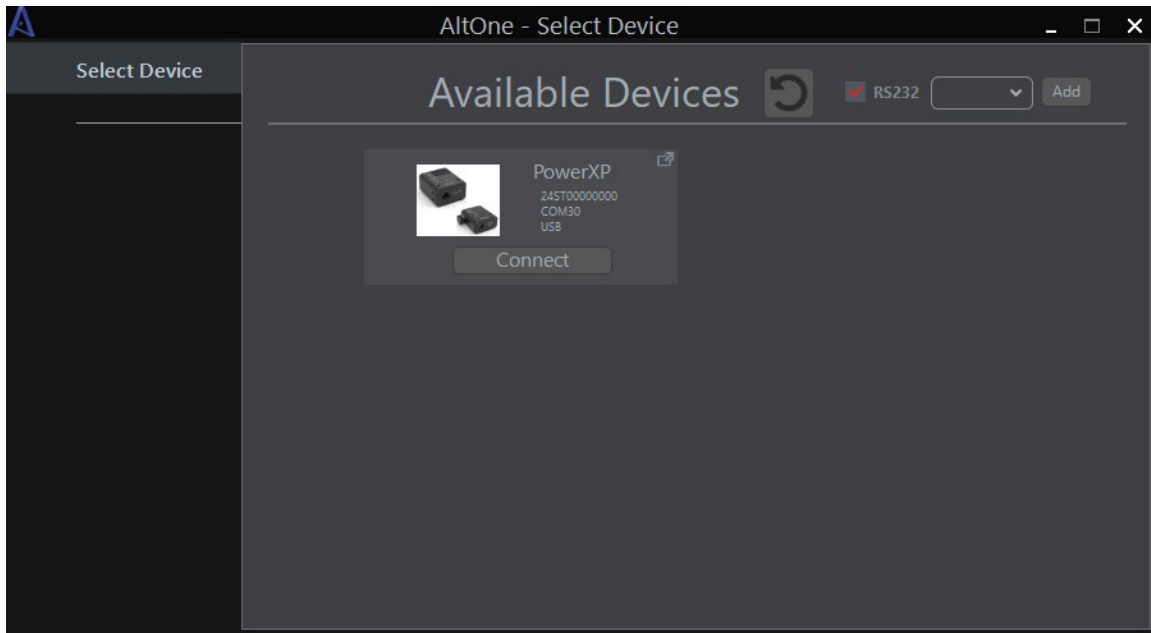 AltOne - Select Device
Select Device
Available Devices
RS232
Add
PowerXP
24ST00000000
COM30
USB
Connect